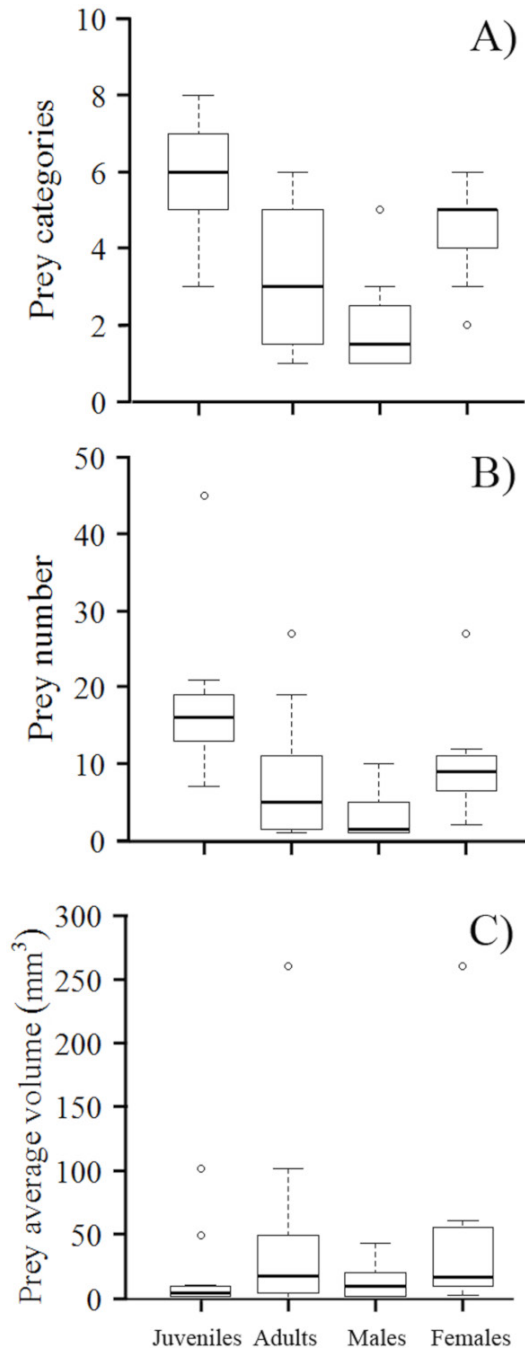 A)
Prey categories
10
8
6
4
2
0
B)
Prey number
50
40
30
20
10
0
C)
Prey average volume (mm³)
300
250
200
150
100
50
0
Juveniles Adults Males Females